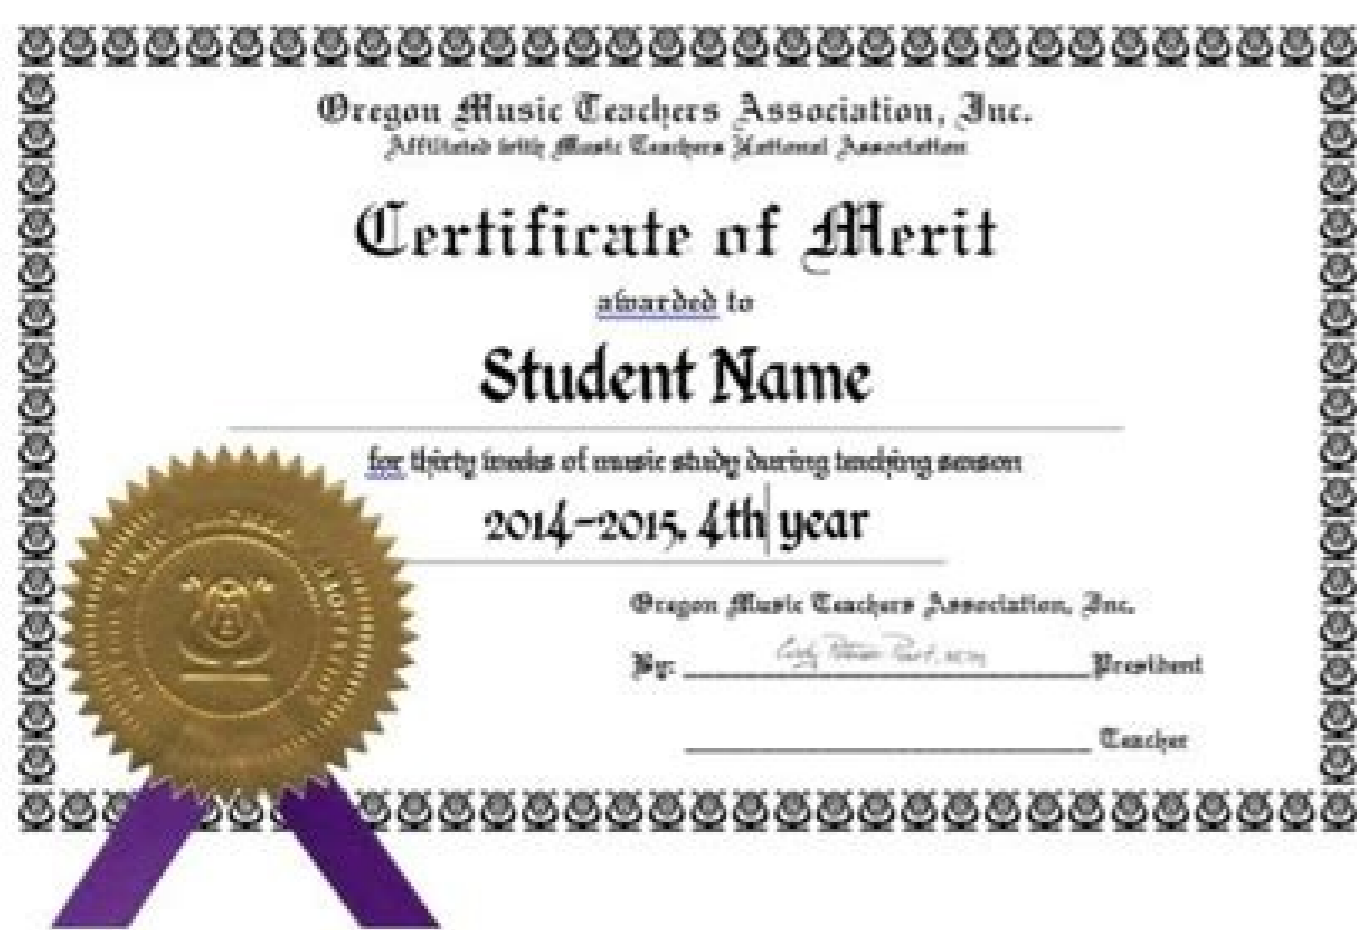 Oregon Music Teachers Association, Inc.
Affiliated with Music Teachers National Association
Certificate of Merit
awarded to
Student Name
for thirty weeks of music study during teaching season
2014-2015, 4th year
Oregon Music Teachers Association, Inc.
By: President
Teacher